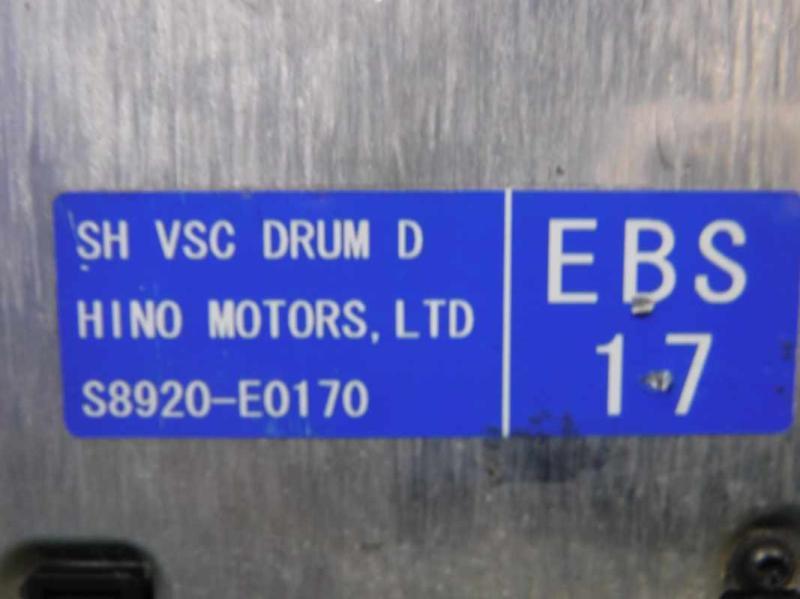 SH VSC DRUM D
HINO MOTORS,LTD
S8920-E0170
EBS
17